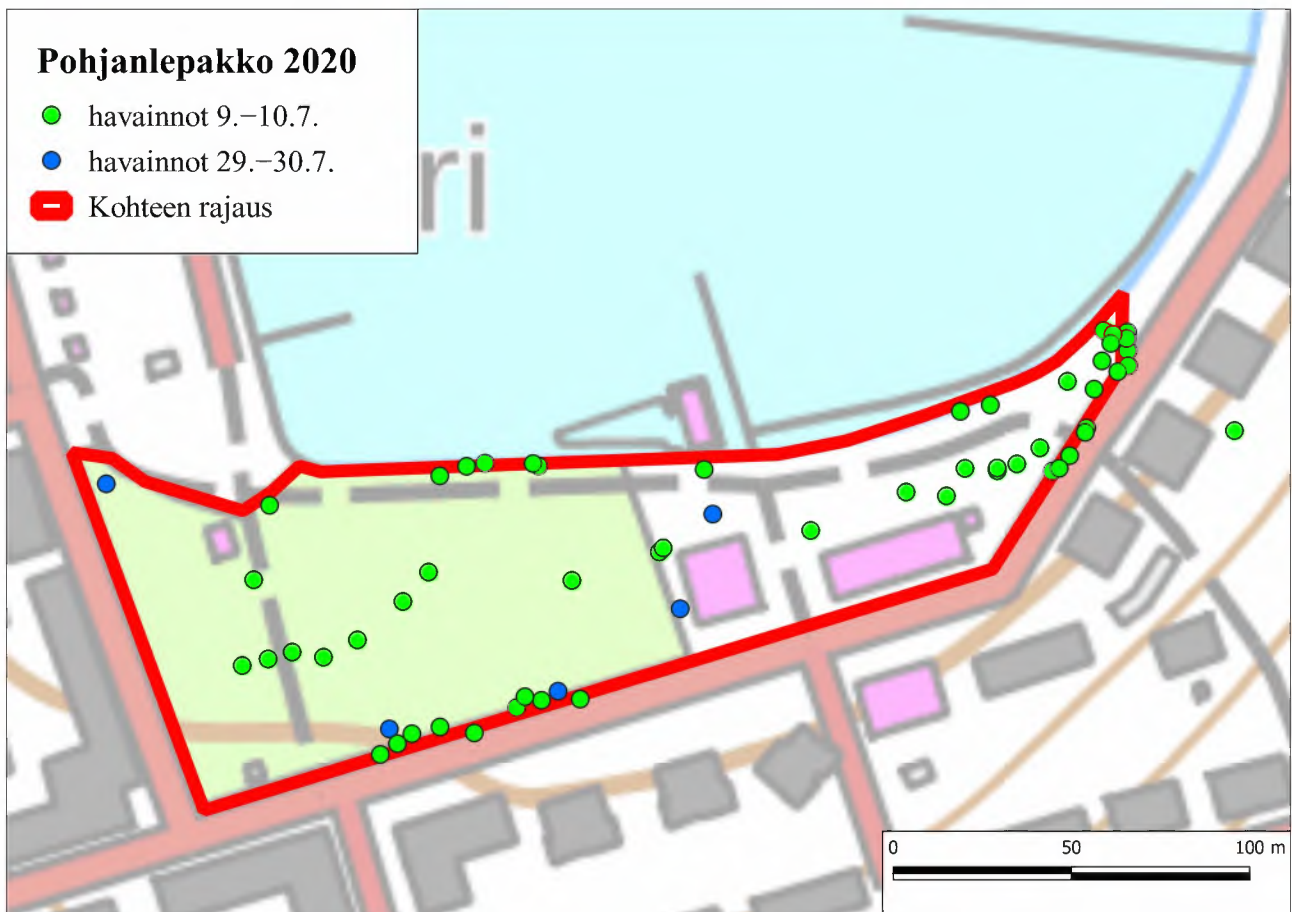 Pohjanlepakko 2020
havainnot 9.–10.7.
havainnot 29.–30.7.
Kohteen rajaus
ri
0 50 100 m